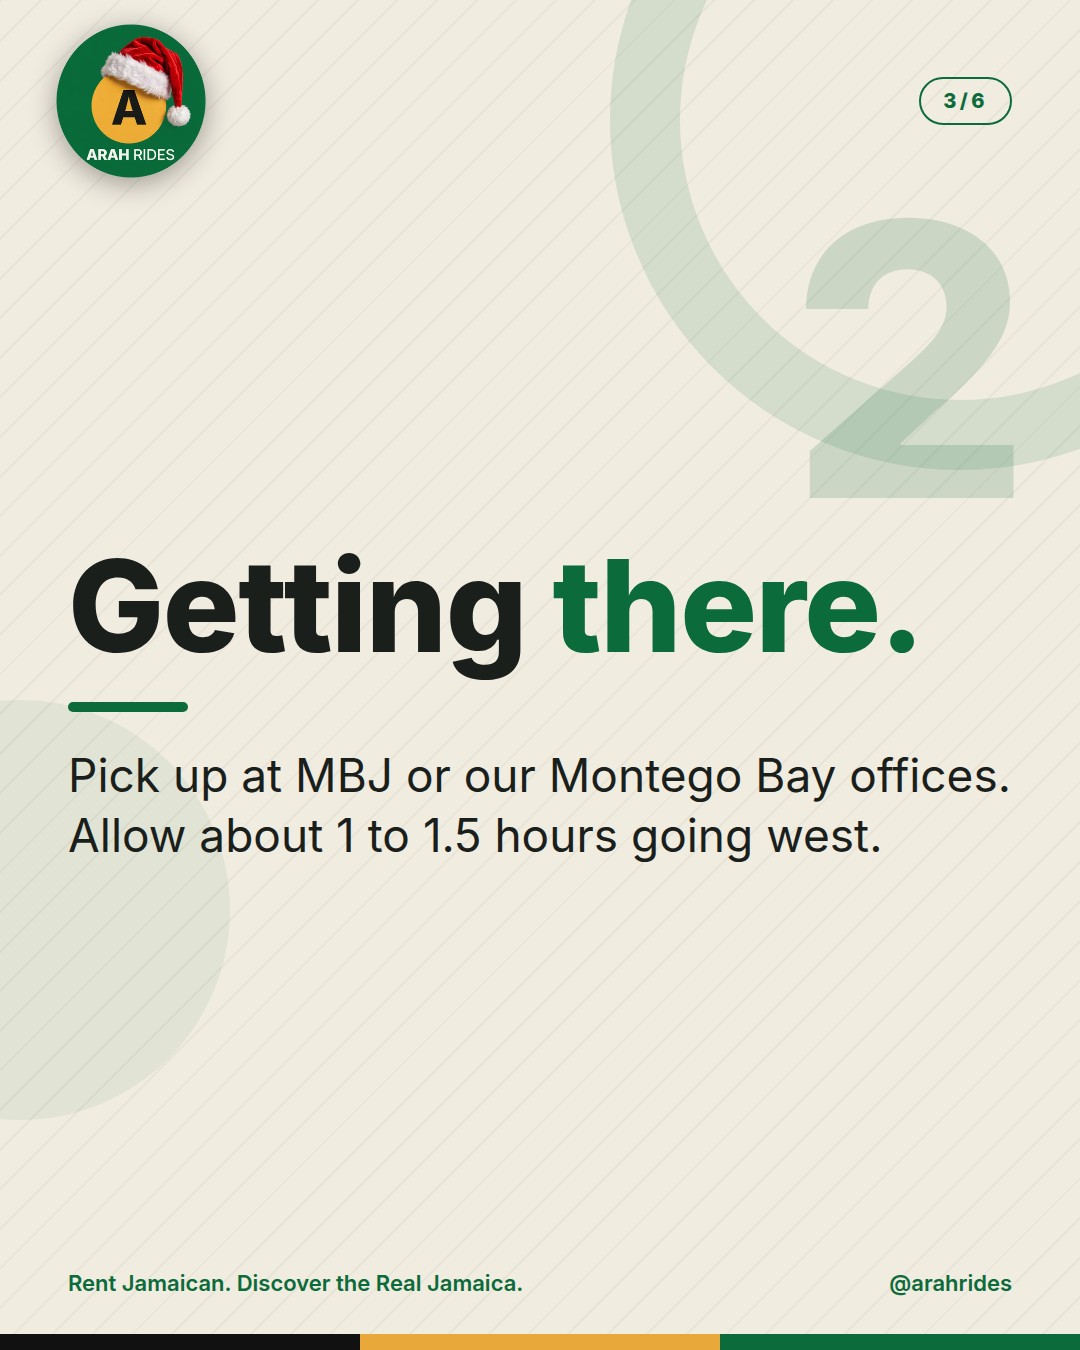 A
ARAH RIDES
3/6
2
Getting there.
Pick up at MBJ or our Montego Bay offices.
Allow about 1 to 1.5 hours going west.
Rent Jamaican. Discover the Real Jamaica.
@arahrides